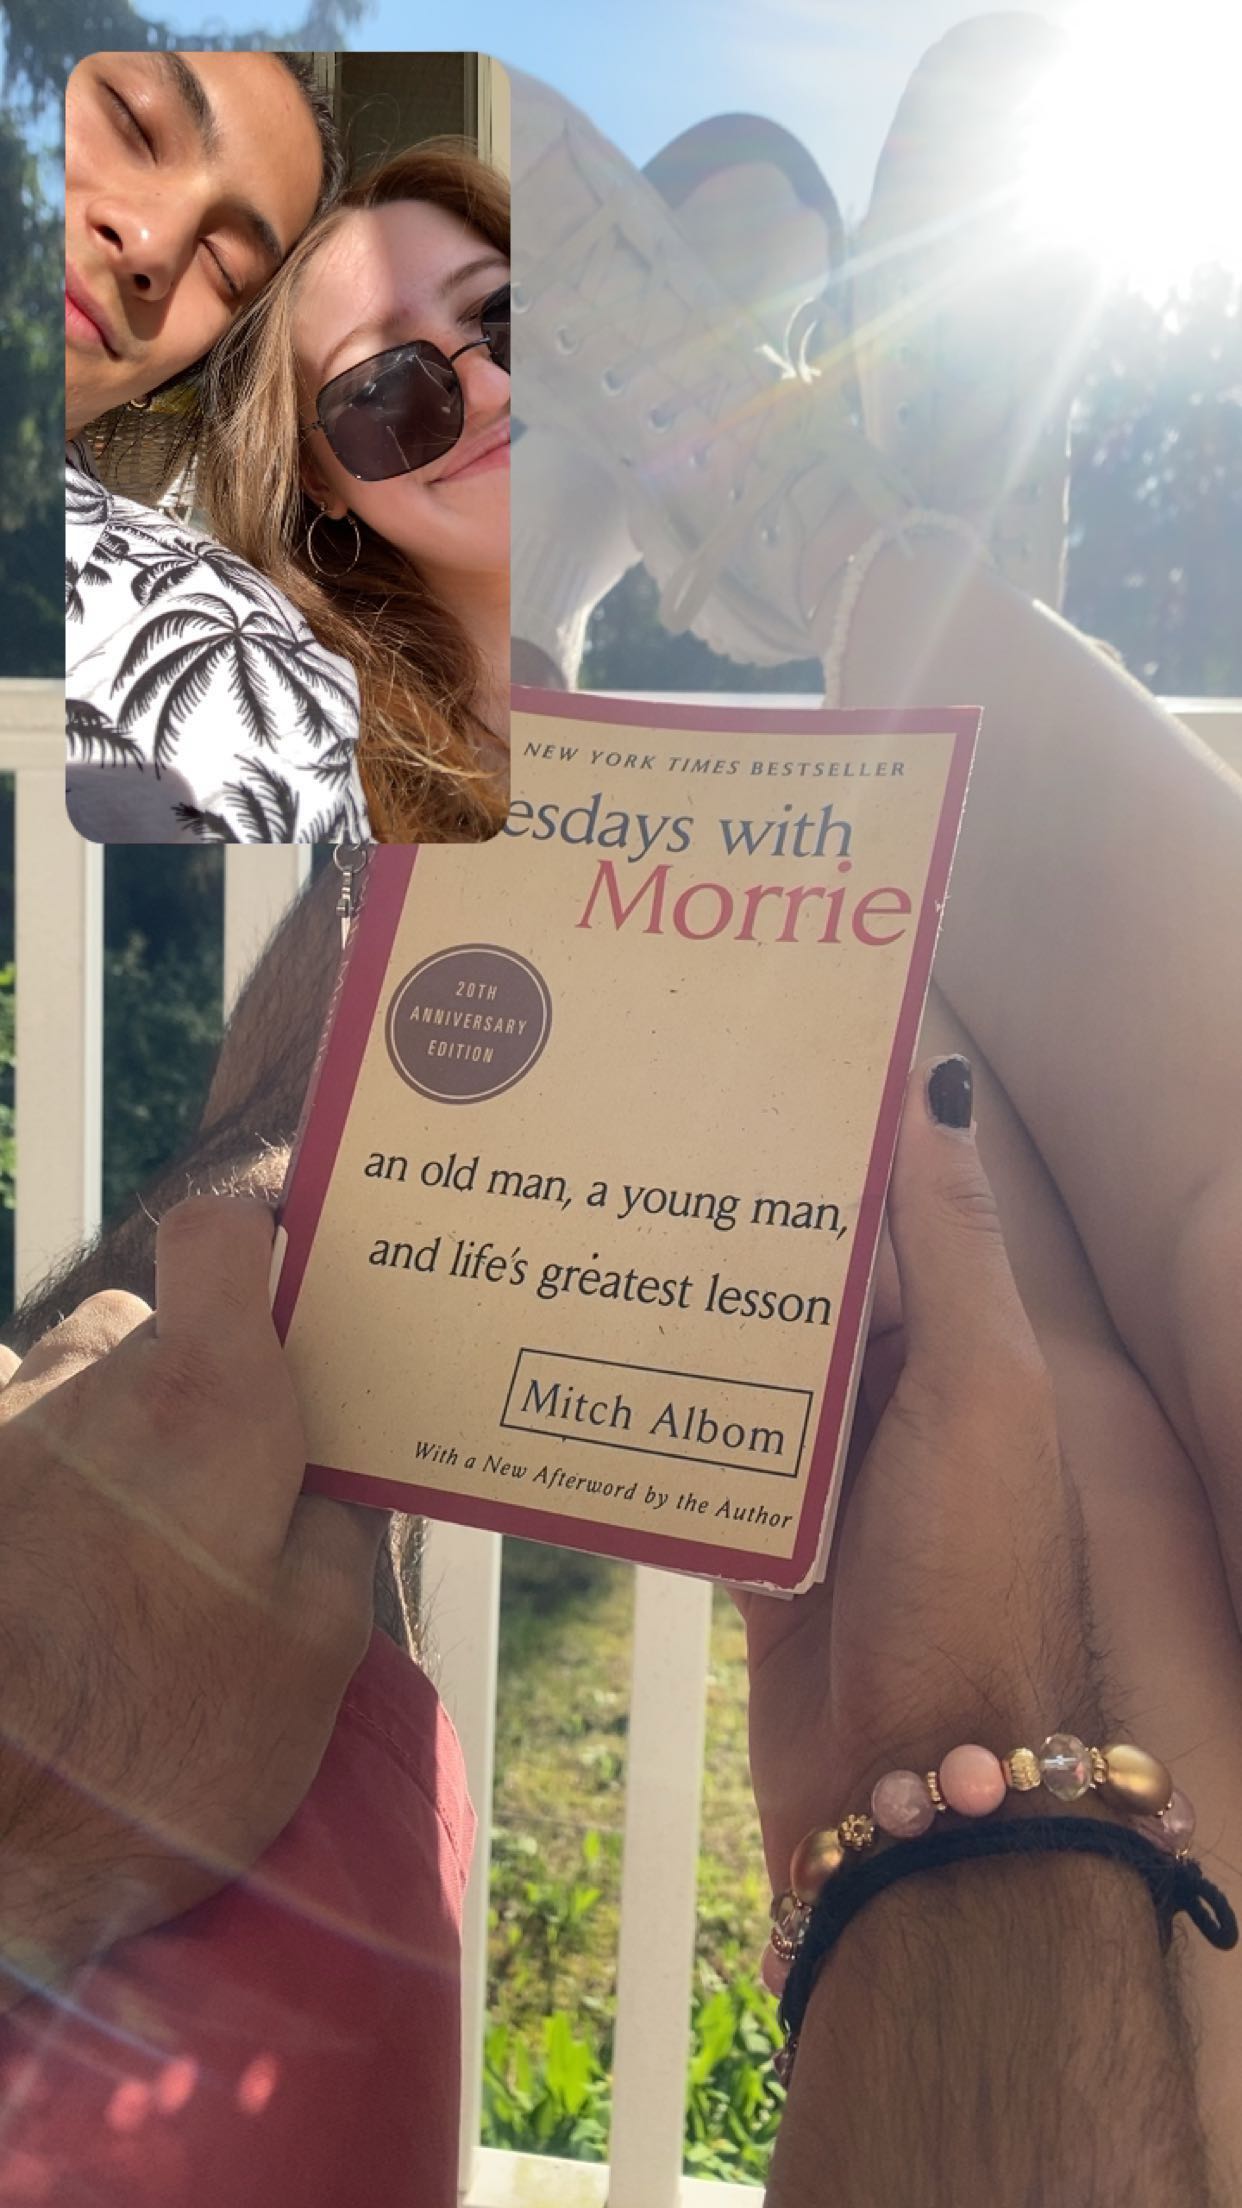 NEW YORK TIMES BESTSELLER
esdays with
Morrie
20TH
ANNIVERSARY
EDITION
an old man, a young man,
and life's greatest lesson
Mitch Albom
With a New Afterword by the Author